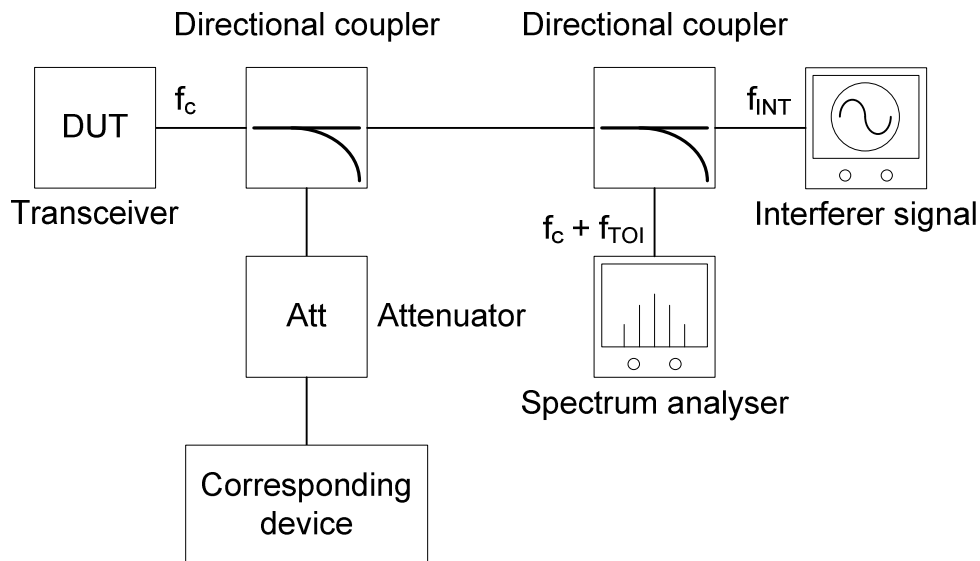 Directional coupler
Directional coupler
DUT
fc
fINT
Transceiver
Interferer signal
fc + fTOI
Att
Attenuator
Spectrum analyser
Corresponding
device